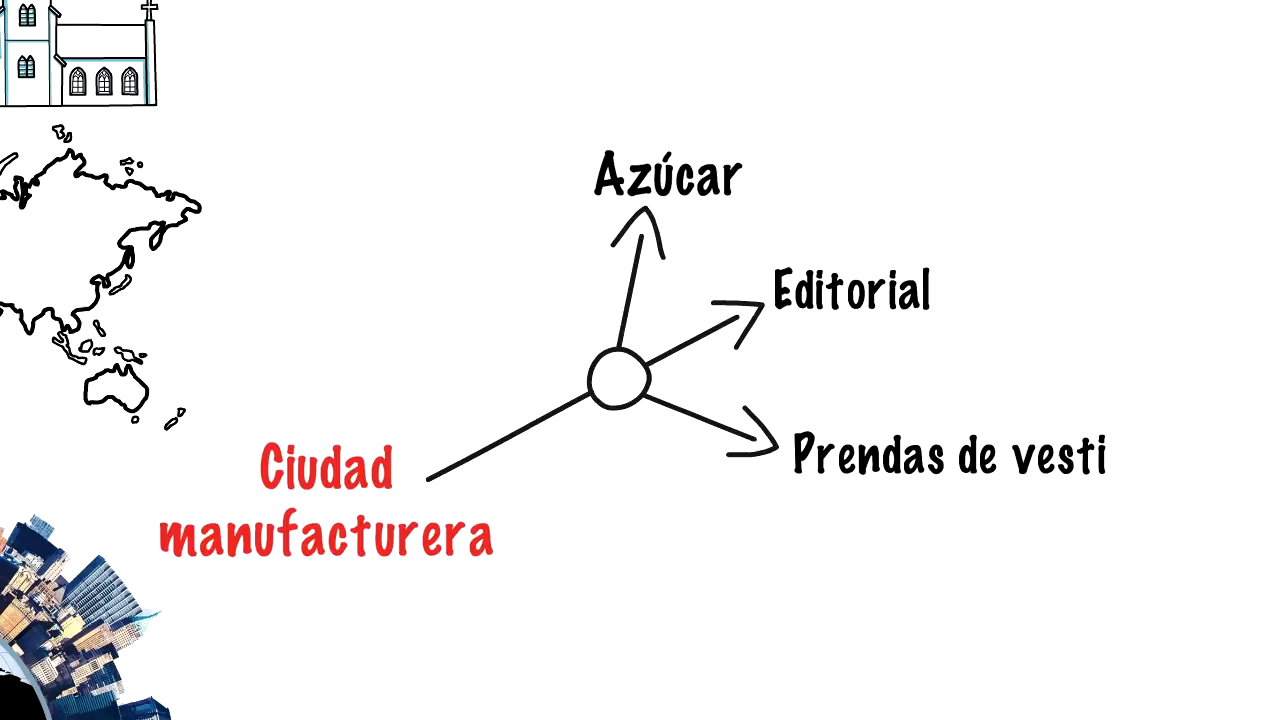 Azúcar
Editorial
Prendas de vesti
Ciudad
manufacturera